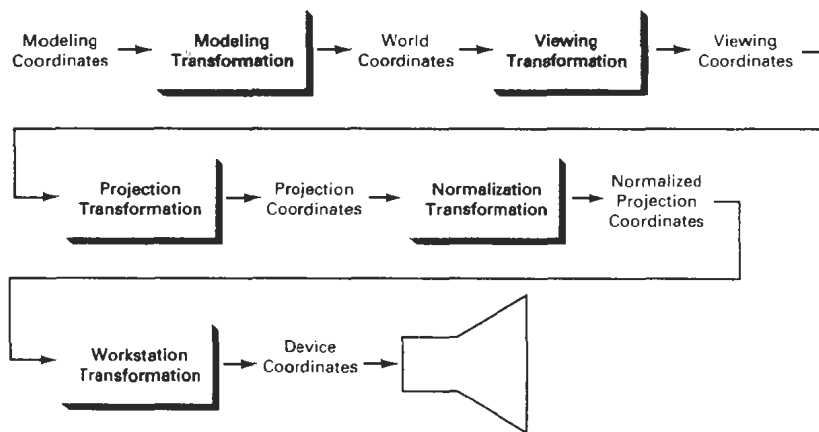 Modeling
Coordinates
Modeling
Transformation
World
Coordinates
Viewing
Transformation
Viewing
Coordinates
Projection
Transformation
Projection
Coordinates
Normalization
Transformation
Normalized
Projection
Coordinates
Workstation
Transformation
Device
Coordinates